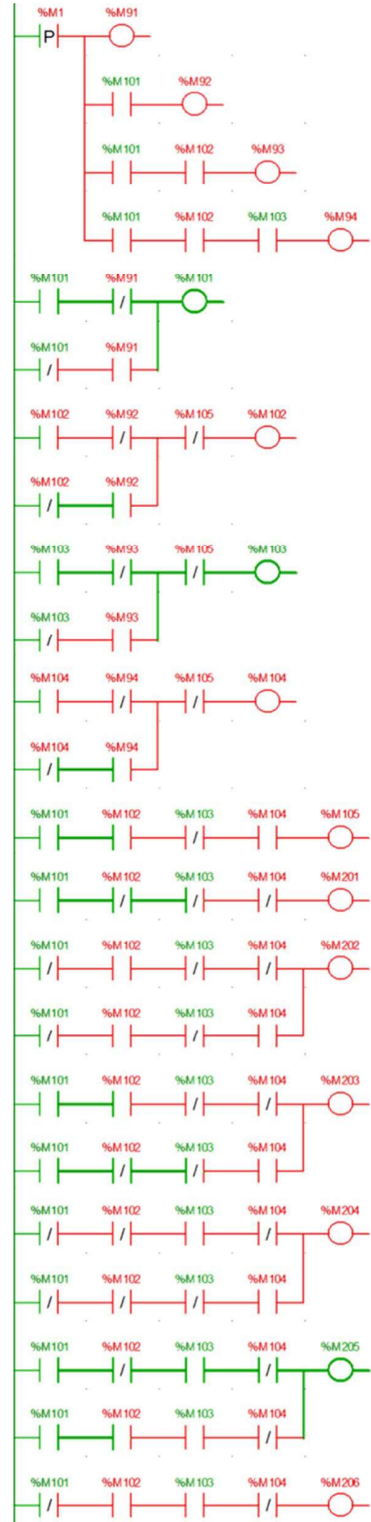 %M1 %M91
P
%M101 %M92
%M101 %M102 %M93
%M101 %M102 %M103 %M94
%M101 %M91 %M101
/
%M101 %M91
/
%M102 %M92 %M105 %M102
/ /
%M102 %M92
/
%M103 %M93 %M105 %M103
/ /
%M103 %M93
/
%M104 %M94 %M105 %M104
/ /
%M104 %M94
/
%M101 %M102 %M103 %M104 %M105
/
%M101 %M102 %M103 %M104 %M201
/ / /
%M101 %M102 %M103 %M104 %M202
/ / /
%M101 %M102 %M103 %M104
/ /
%M101 %M102 %M103 %M104 %M203
/ /
%M101 %M102 %M103 %M104
/ /
%M101 %M102 %M103 %M104 %M204
/ / /
%M101 %M102 %M103 %M104
/ / /
%M101 %M102 %M103 %M104 %M205
/ /
%M101 %M102 %M103 %M104
/
%M101 %M102 %M103 %M104 %M206
/ /